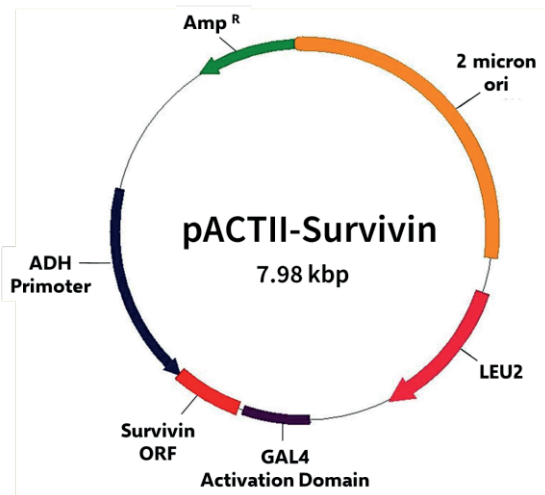 Amp R
2 micron
ori
pACTII-Survivin
7.98 kbp
ADH
Primoter
LEU2
Survivin
ORF
GAL4
Activation Domain